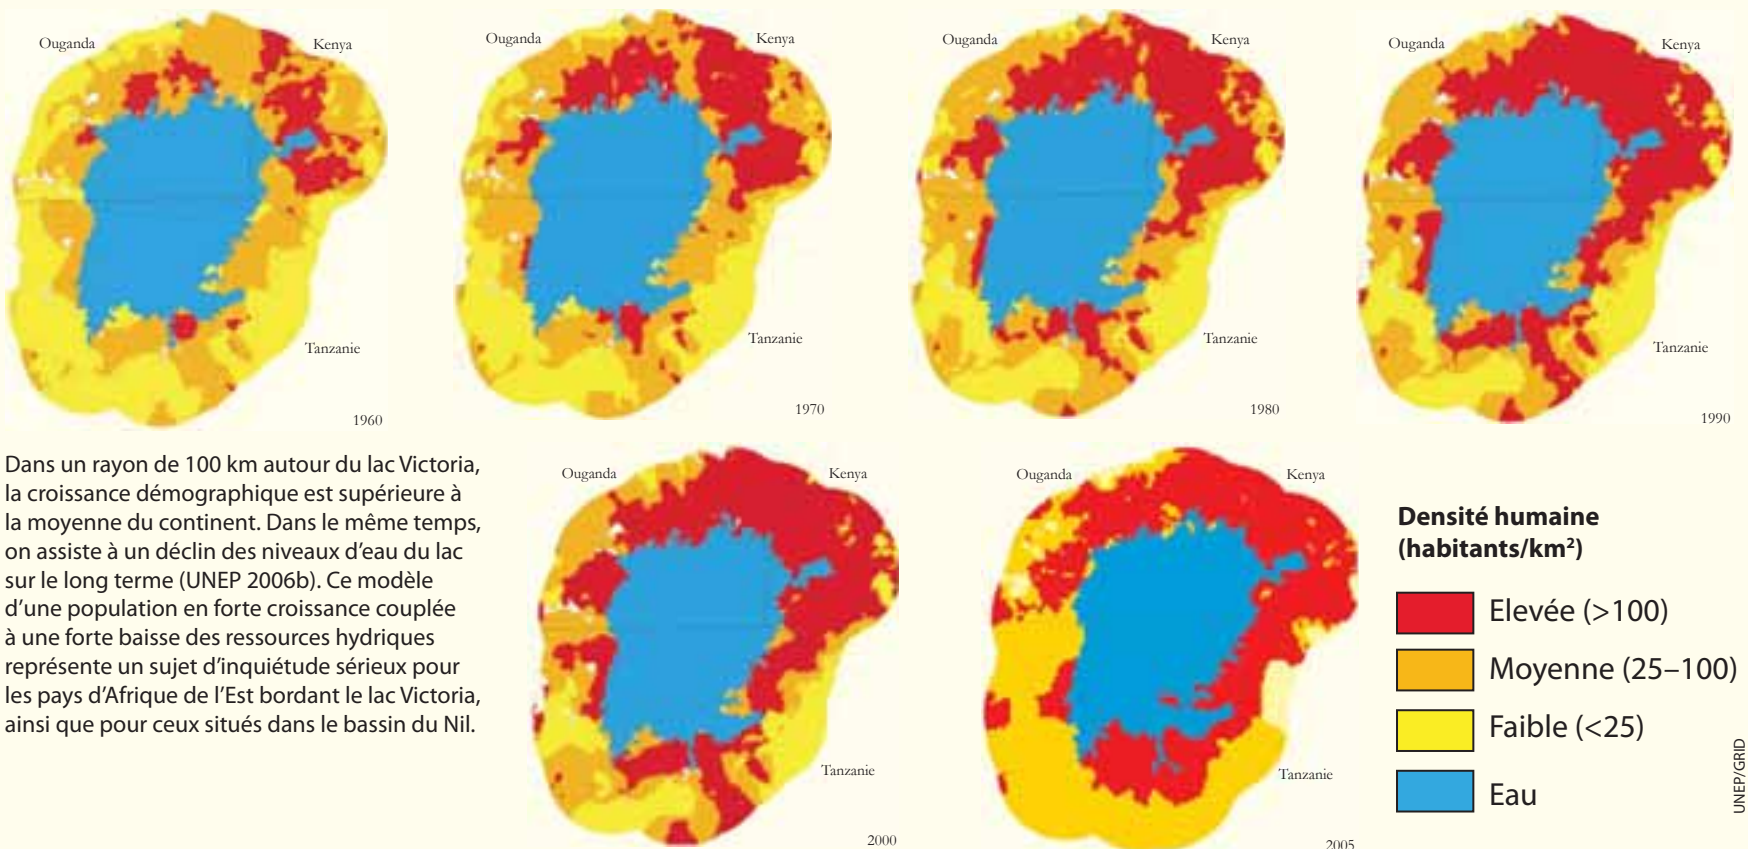 Ouganda
Kenya
Tanzanie
1960
Ouganda
Kenya
Tanzanie
1970
Ouganda
Kenya
Tanzanie
1980
Ouganda
Kenya
Tanzanie
1990
Dans un rayon de 100 km autour du lac Victoria,
la croissance démographique est supérieure à
la moyenne du continent. Dans le même temps,
on assiste à un déclin des niveaux d’eau du lac
sur le long terme (UNEP 2006b). Ce modèle
d’une population en forte croissance couplée
à une forte baisse des ressources hydriques
représente un sujet d’inquiétude sérieux pour
les pays d’Afrique de l’Est bordant le lac Victoria,
ainsi que pour ceux situés dans le bassin du Nil.
Ouganda
Kenya
Tanzanie
2000
Ouganda
Kenya
Tanzanie
2005
Densité humaine
(habitants/km²)
Elevée (>100)
Moyenne (25–100)
Faible (<25)
Eau
UNEP/GRID